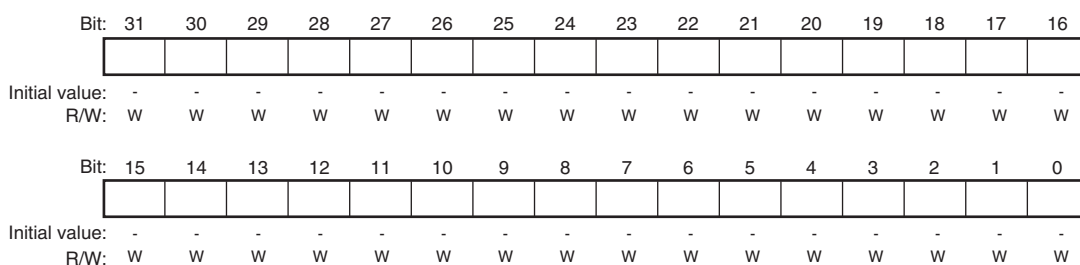 Bit: 31 30 29 28 27 26 25 24 23 22 21 20 19 18 17 16
Initial value: - - - - - - - - - - - - - - - -
R/W: W W W W W W W W W W W W W W W W
Bit: 15 14 13 12 11 10 9 8 7 6 5 4 3 2 1 0
Initial value: - - - - - - - - - - - - - - - -
R/W: W W W W W W W W W W W W W W W W